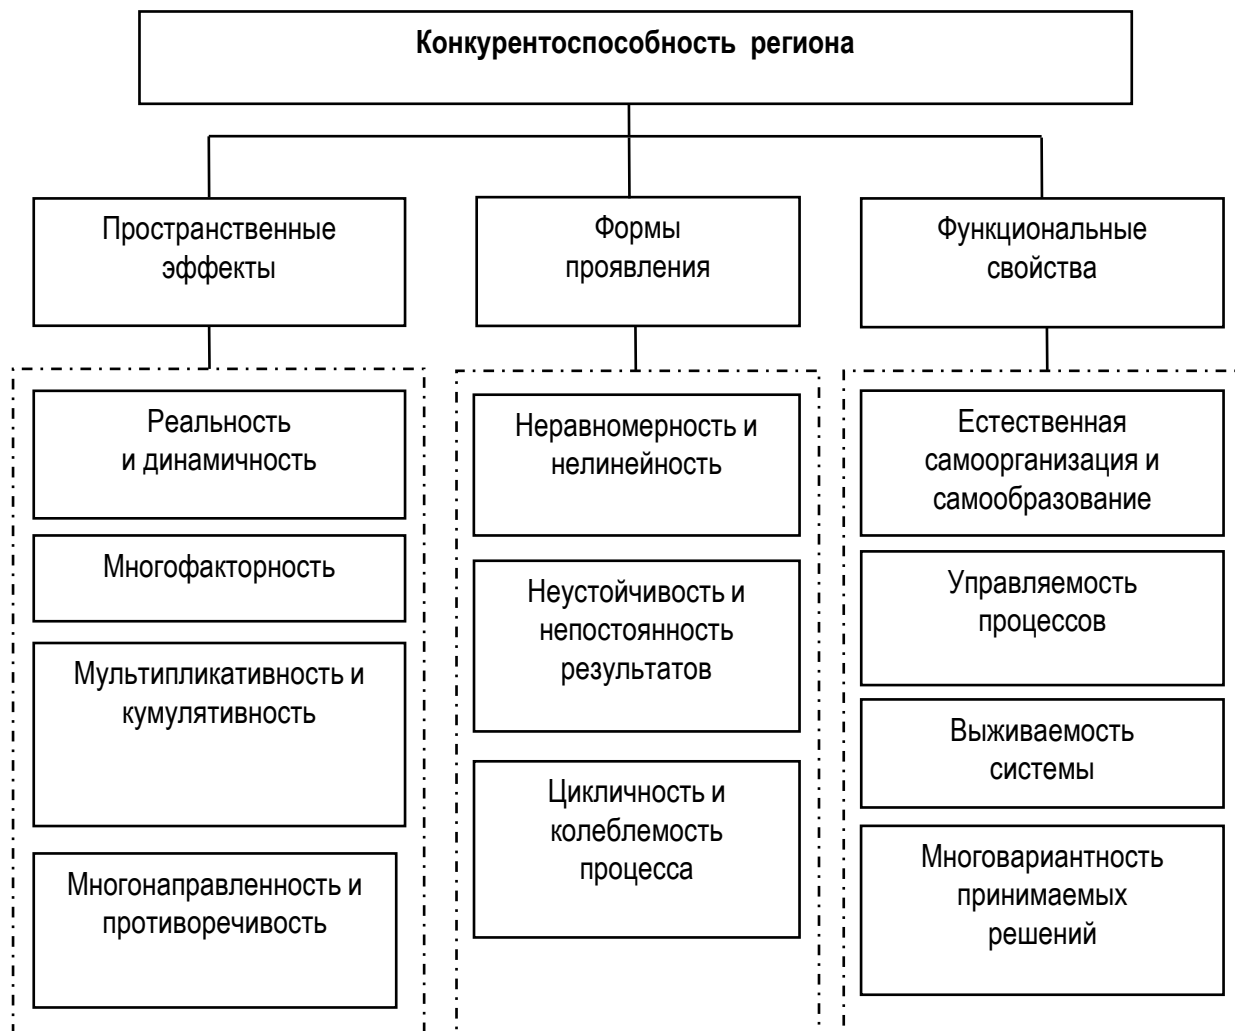 Конкурентоспособность региона
Пространственные
эффекты
Формы
проявления
Функциональные
свойства
Реальность
и динамичность
Многофакторность
Мультипликативность и
кумулятивность
Многонаправленность и
противоречивость
Неравномерность и
нелинейность
Неустойчивость и
непостоянность
результатов
Цикличность и
колеблемость
процесса
Естественная
самоорганизация и
самообразование
Управляемость
процессов
Выживаемость
системы
Многовариантность
принимаемых
решений